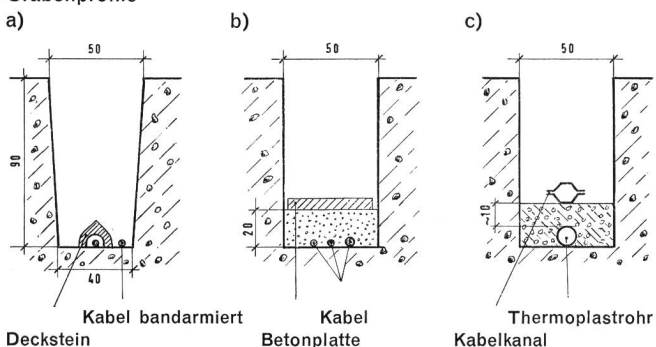 Grabenprofile
a) b) c)
50 50 50
90
20
~10
40
Kabel bandarmiert Kabel Thermoplastrohr
Deckstein Betonplatte Kabelkanal